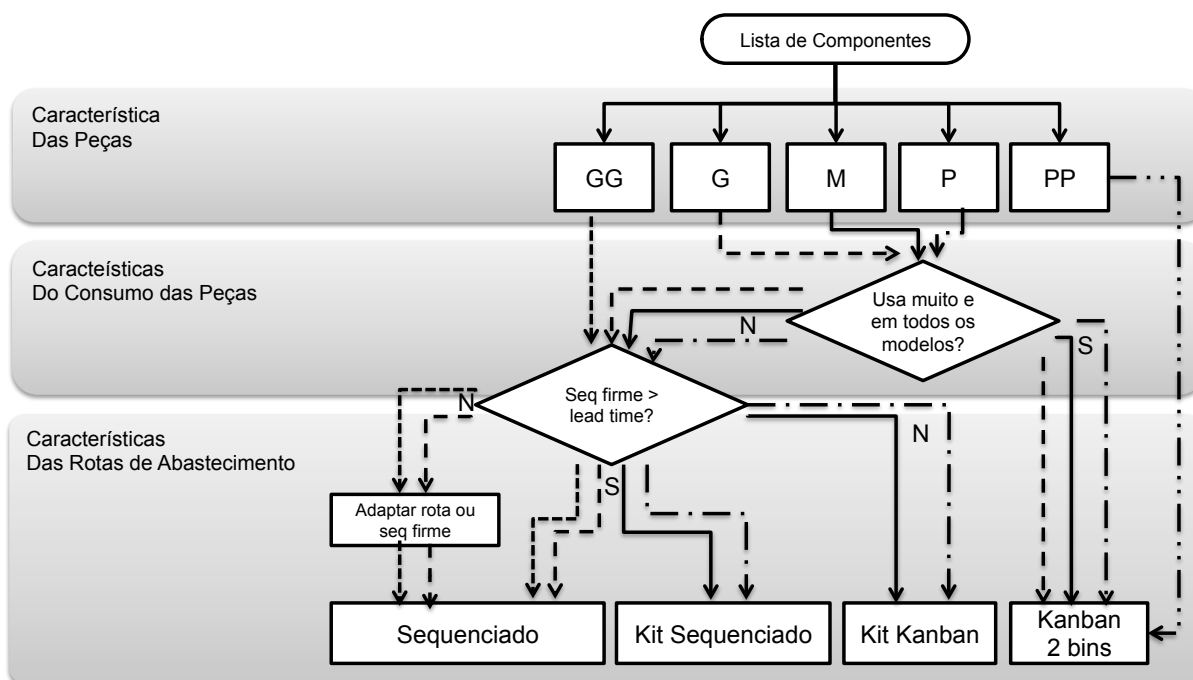 Lista de Componentes
Característica
Das Peças
GG
G
M
P
PP
Caracteísticas
Do Consumo das Peças
Usa muito e
em todos os
modelos?
N
S
Seq firme >
lead time?
N
N
S
Características
Das Rotas de Abastecimento
Adaptar rota ou
seq firme
Sequenciado
Kit Sequenciado
Kit Kanban
Kanban
2 bins